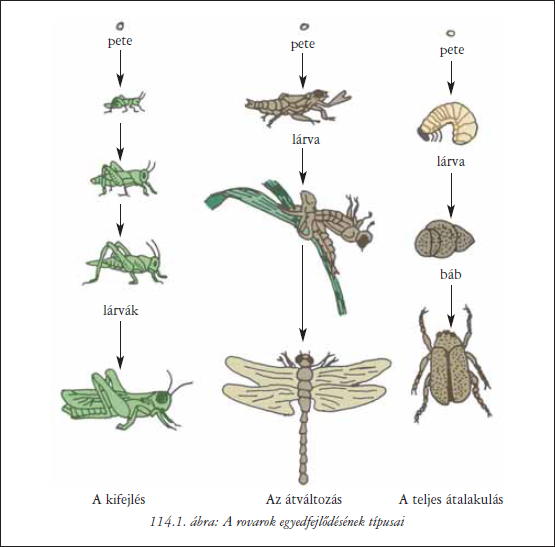 pete
pete
pete
lárva
lárva
báb
lárvák
A kifejlés
Az átváltozás
A teljes átalakulás
114.1. ábra: A rovarok egyedfejlődésének típusai